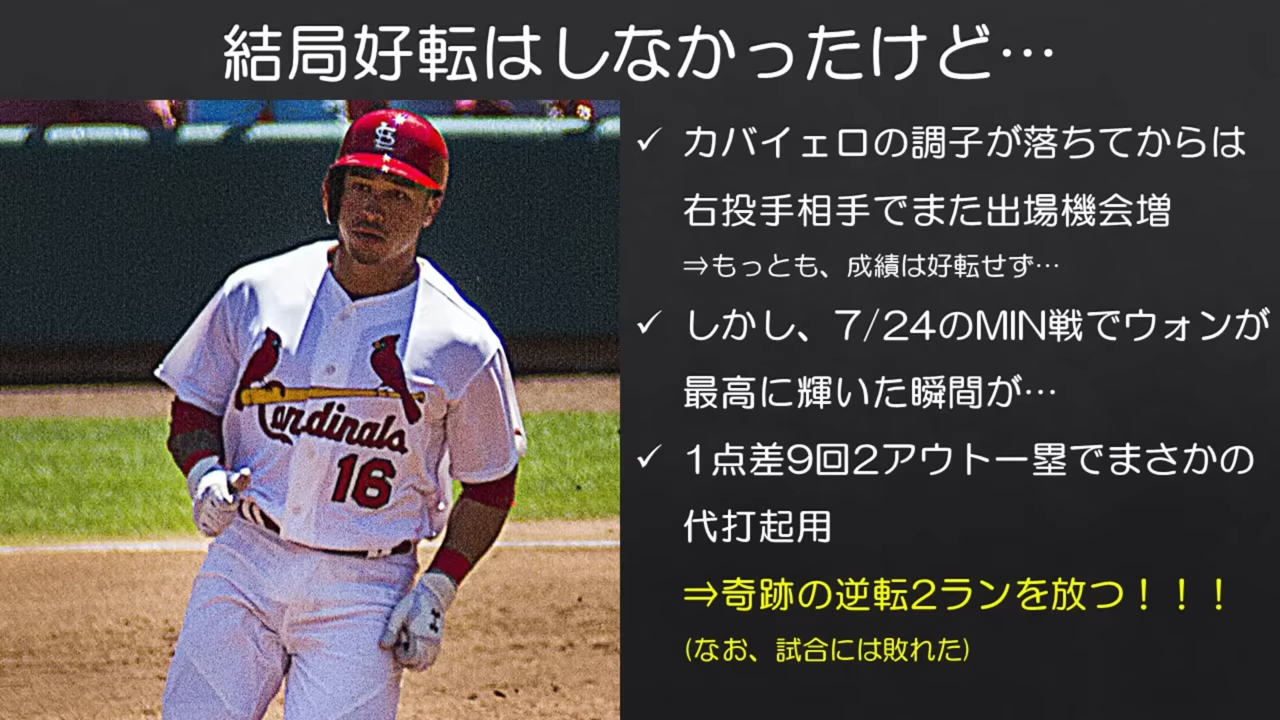 結局好転はしなかったけど…
✓ カバイェロの調子が落ちてからは
右投手相手でまた出場機会増
⇒もっとも、成績は好転せず…
✓ しかし、7/24のMIN戦でウォンが
最高に輝いた瞬間が…
✓ 1点差9回2アウト一塁でまさかの
代打起用
⇒奇跡の逆転2ランを放つ！！！
(なお、試合には敗れた)
StL
Cardinals
16